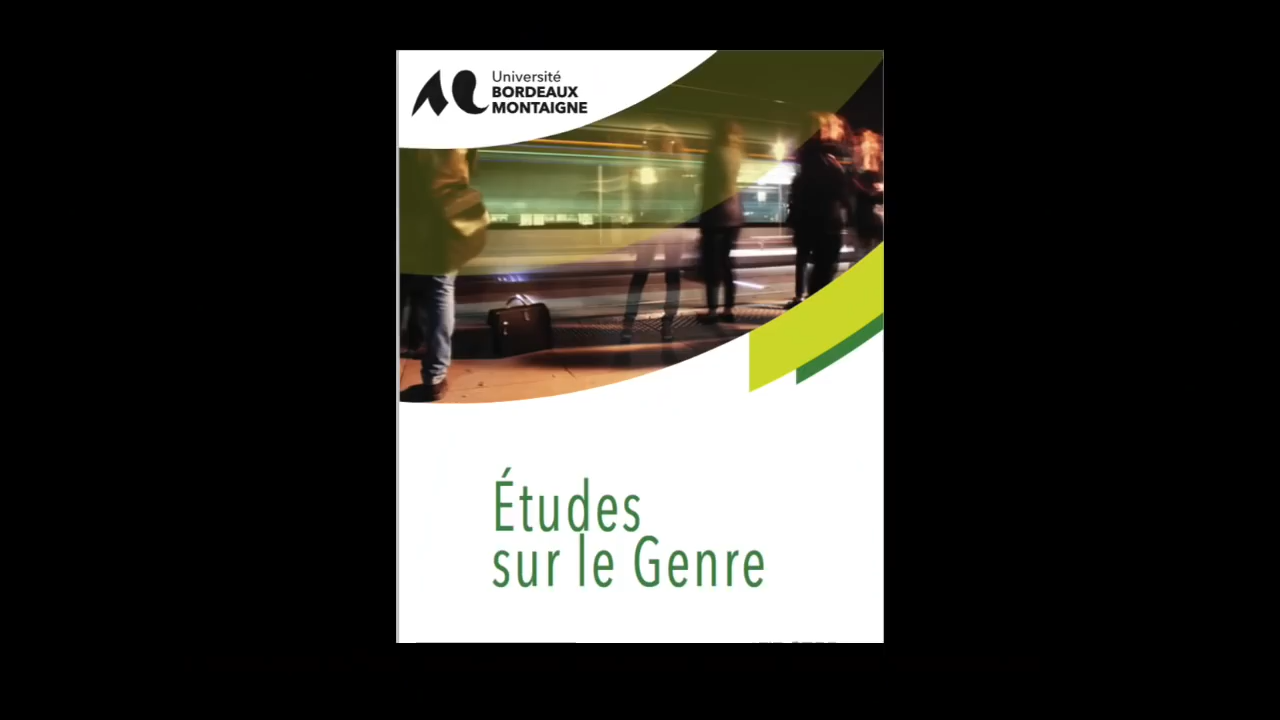 Université
BORDEAUX
MONTAIGNE
Études
sur le Genre